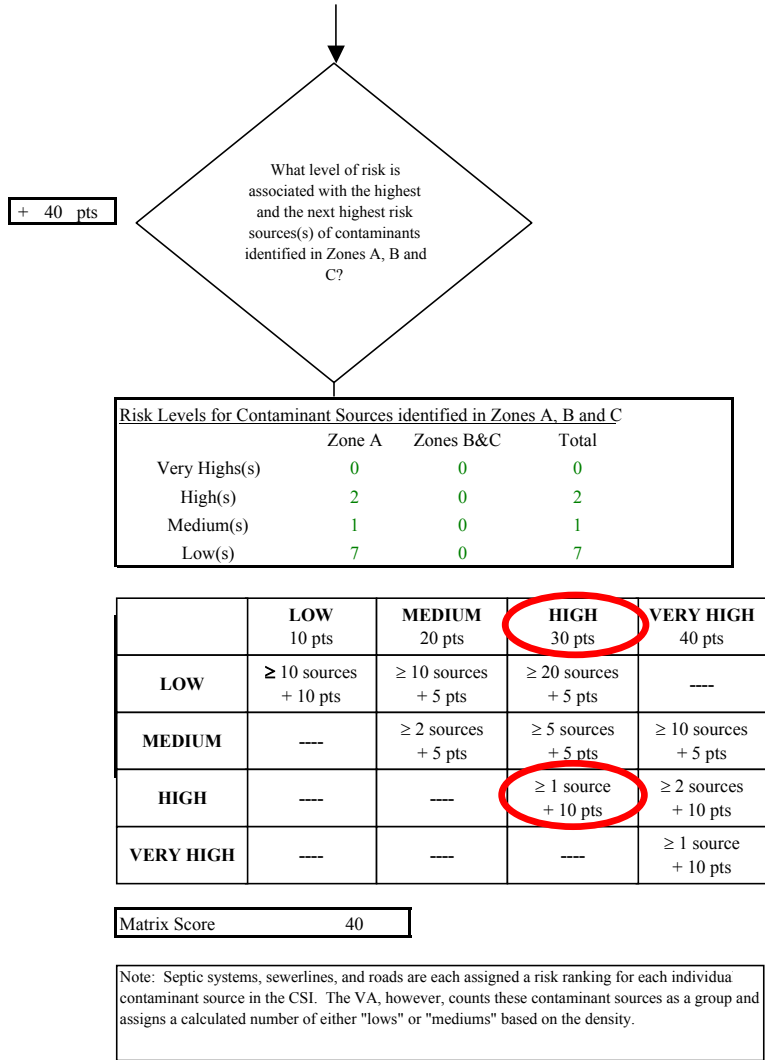 What level of risk is
associated with the highest
and the next highest risk
sources(s) of contaminants
identified in Zones A, B and
C?
+ 40 pts
Risk Levels for Contaminant Sources identified in Zones A, B and C
Zone A Zones B&C Total
Very Highs(s) 0 0 0
High(s) 2 0 2
Medium(s) 1 0 1
Low(s) 7 0 7
LOW MEDIUM HIGH VERY HIGH
10 pts 20 pts 30 pts 40 pts
LOW ≥ 10 sources ≥ 10 sources ≥ 20 sources ----
+ 10 pts + 5 pts + 5 pts
MEDIUM ---- ≥ 2 sources ≥ 5 sources ≥ 10 sources
+ 5 pts + 5 pts + 5 pts
HIGH ---- ---- ≥ 1 source ≥ 2 sources
+ 10 pts + 10 pts
VERY HIGH ---- ---- ---- ≥ 1 source
+ 10 pts
Matrix Score 40
Note: Septic systems, sewerlines, and roads are each assigned a risk ranking for each individua
contaminant source in the CSI. The VA, however, counts these contaminant sources as a group and
assigns a calculated number of either "lows" or "mediums" based on the density.